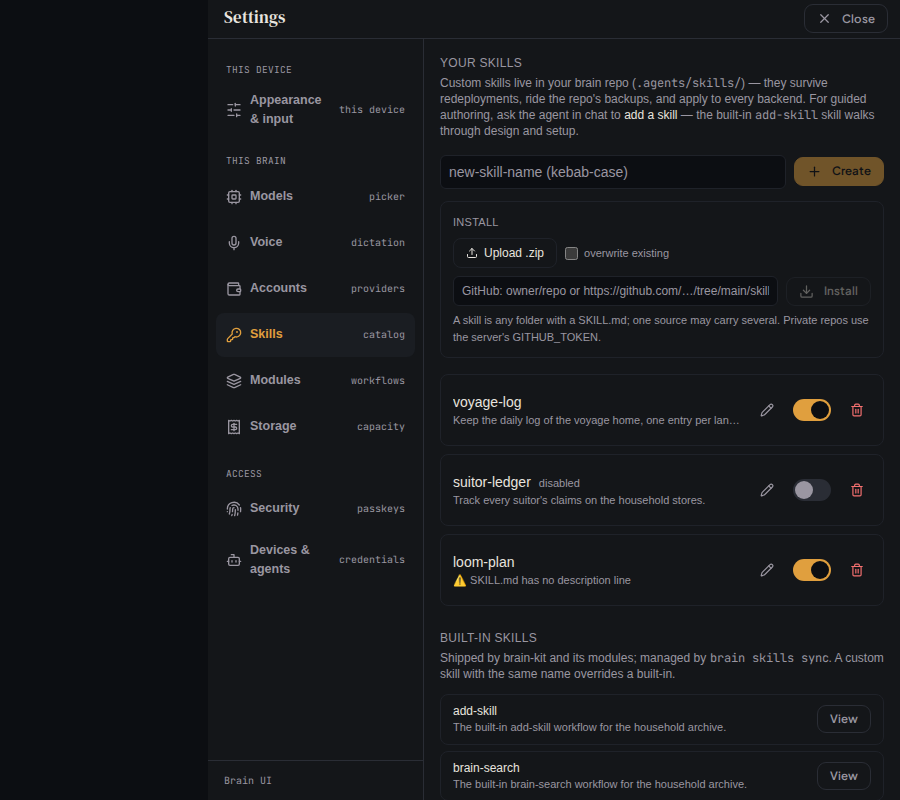 Settings
Close
THIS DEVICE
Appearance
& input
this device
THIS BRAIN
Models
picker
Voice
dictation
Accounts
providers
Skills
catalog
Modules
workflows
Storage
capacity
ACCESS
Security
passkeys
Devices &
agents
credentials
Brain UI
YOUR SKILLS
Custom skills live in your brain repo (.agents/skills/) — they survive
redeployments, ride the repo's backups, and apply to every backend. For guided
authoring, ask the agent in chat to add a skill — the built-in add-skill skill walks
through design and setup.
new-skill-name (kebab-case)
Create
INSTALL
Upload .zip
overwrite existing
GitHub: owner/repo or https://github.com/…/tree/main/skill
Install
A skill is any folder with a SKILL.md; one source may carry several. Private repos use
the server's GITHUB_TOKEN.
voyage-log
Keep the daily log of the voyage home, one entry per lan…
suitor-ledger disabled
Track every suitor's claims on the household stores.
loom-plan
⚠️ SKILL.md has no description line
BUILT-IN SKILLS
Shipped by brain-kit and its modules; managed by brain skills sync. A custom
skill with the same name overrides a built-in.
add-skill
The built-in add-skill workflow for the household archive.
View
brain-search
The built-in brain-search workflow for the household archive.
View